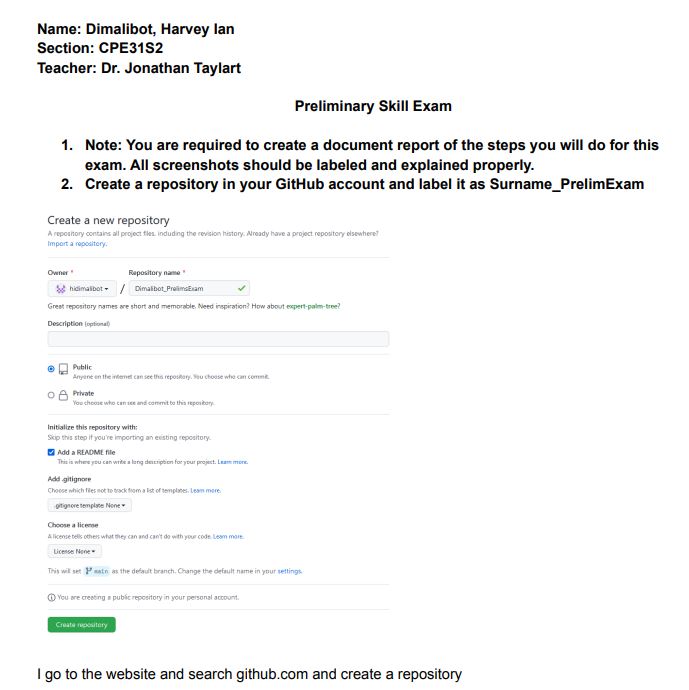 Name: Dimalibot, Harvey Ian
Section: CPE31S2
Teacher: Dr. Jonathan Taylart
Preliminary Skill Exam
1. Note: You are required to create a document report of the steps you will do for this
exam. All screenshots should be labeled and explained properly.
2. Create a repository in your GitHub account and label it as Surname_PrelimExam
Create a new repository
A repository contains all project files, including the revision history. Already have a project repository elsewhere?
Import a repository.
Owner * Repository name *
hidimalibot / Dimalibot_PrelimsExam
Great repository names are short and memorable. Need inspiration? How about expert-palm-tree?
Description (optional)
Public
Anyone on the internet can see this repository. You choose who can commit.
Private
You choose who can see and commit to this repository.
Initialize this repository with:
Skip this step if you're importing an existing repository.
Add a README file
This is where you can write a long description for your project. Learn more.
Add .gitignore
Choose which files not to track from a list of templates. Learn more.
.gitignore template: None
Choose a license
A license tells others what they can and can't do with your code. Learn more.
License: None
This will set main as the default branch. Change the default name in your settings.
You are creating a public repository in your personal account.
Create repository
I go to the website and search github.com and create a repository